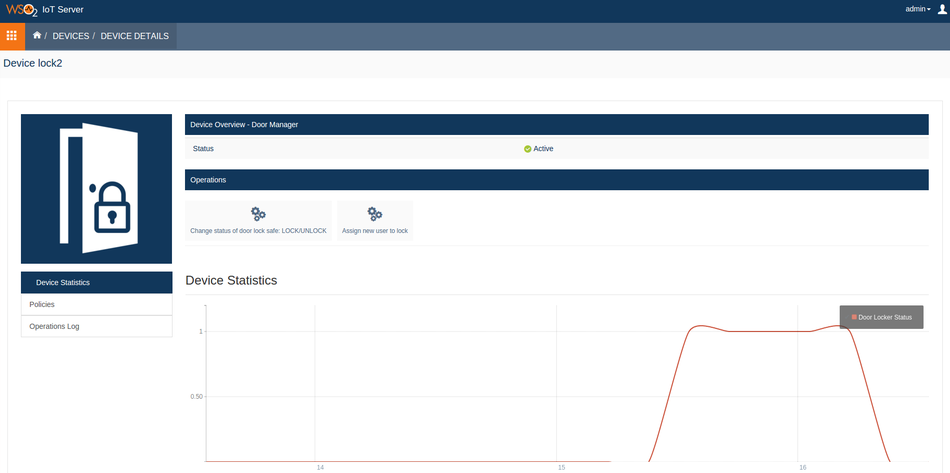 WSO2 IoT Server
admin
/ DEVICES / DEVICE DETAILS
Device lock2
Device Overview - Door Manager
Status Active
Operations
Change status of door lock safe: LOCK/UNLOCK
Assign new user to lock
Device Statistics
Policies
Operations Log
Device Statistics
Door Locker Status
1
0.50
14 15 16